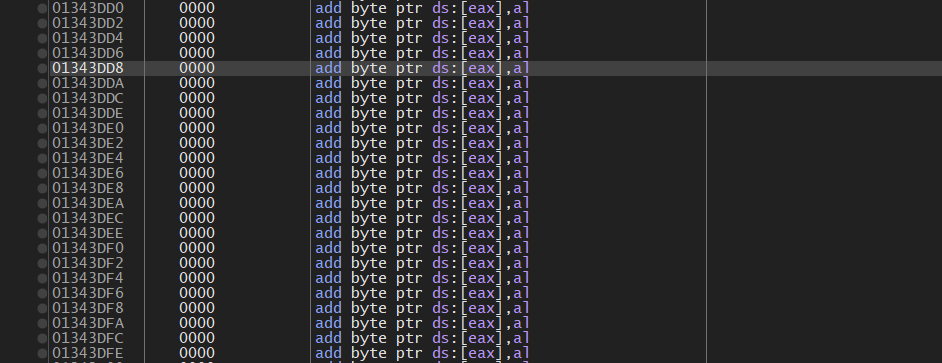 01343DD0 0000 add byte ptr ds:[eax],al
01343DD2 0000 add byte ptr ds:[eax],al
01343DD4 0000 add byte ptr ds:[eax],al
01343DD6 0000 add byte ptr ds:[eax],al
01343DD8 0000 add byte ptr ds:[eax],al
01343DDA 0000 add byte ptr ds:[eax],al
01343DDC 0000 add byte ptr ds:[eax],al
01343DDE 0000 add byte ptr ds:[eax],al
01343DE0 0000 add byte ptr ds:[eax],al
01343DE2 0000 add byte ptr ds:[eax],al
01343DE4 0000 add byte ptr ds:[eax],al
01343DE6 0000 add byte ptr ds:[eax],al
01343DE8 0000 add byte ptr ds:[eax],al
01343DEA 0000 add byte ptr ds:[eax],al
01343DEC 0000 add byte ptr ds:[eax],al
01343DEE 0000 add byte ptr ds:[eax],al
01343DF0 0000 add byte ptr ds:[eax],al
01343DF2 0000 add byte ptr ds:[eax],al
01343DF4 0000 add byte ptr ds:[eax],al
01343DF6 0000 add byte ptr ds:[eax],al
01343DF8 0000 add byte ptr ds:[eax],al
01343DFA 0000 add byte ptr ds:[eax],al
01343DFC 0000 add byte ptr ds:[eax],al
01343DFE 0000 add byte ptr ds:[eax],al